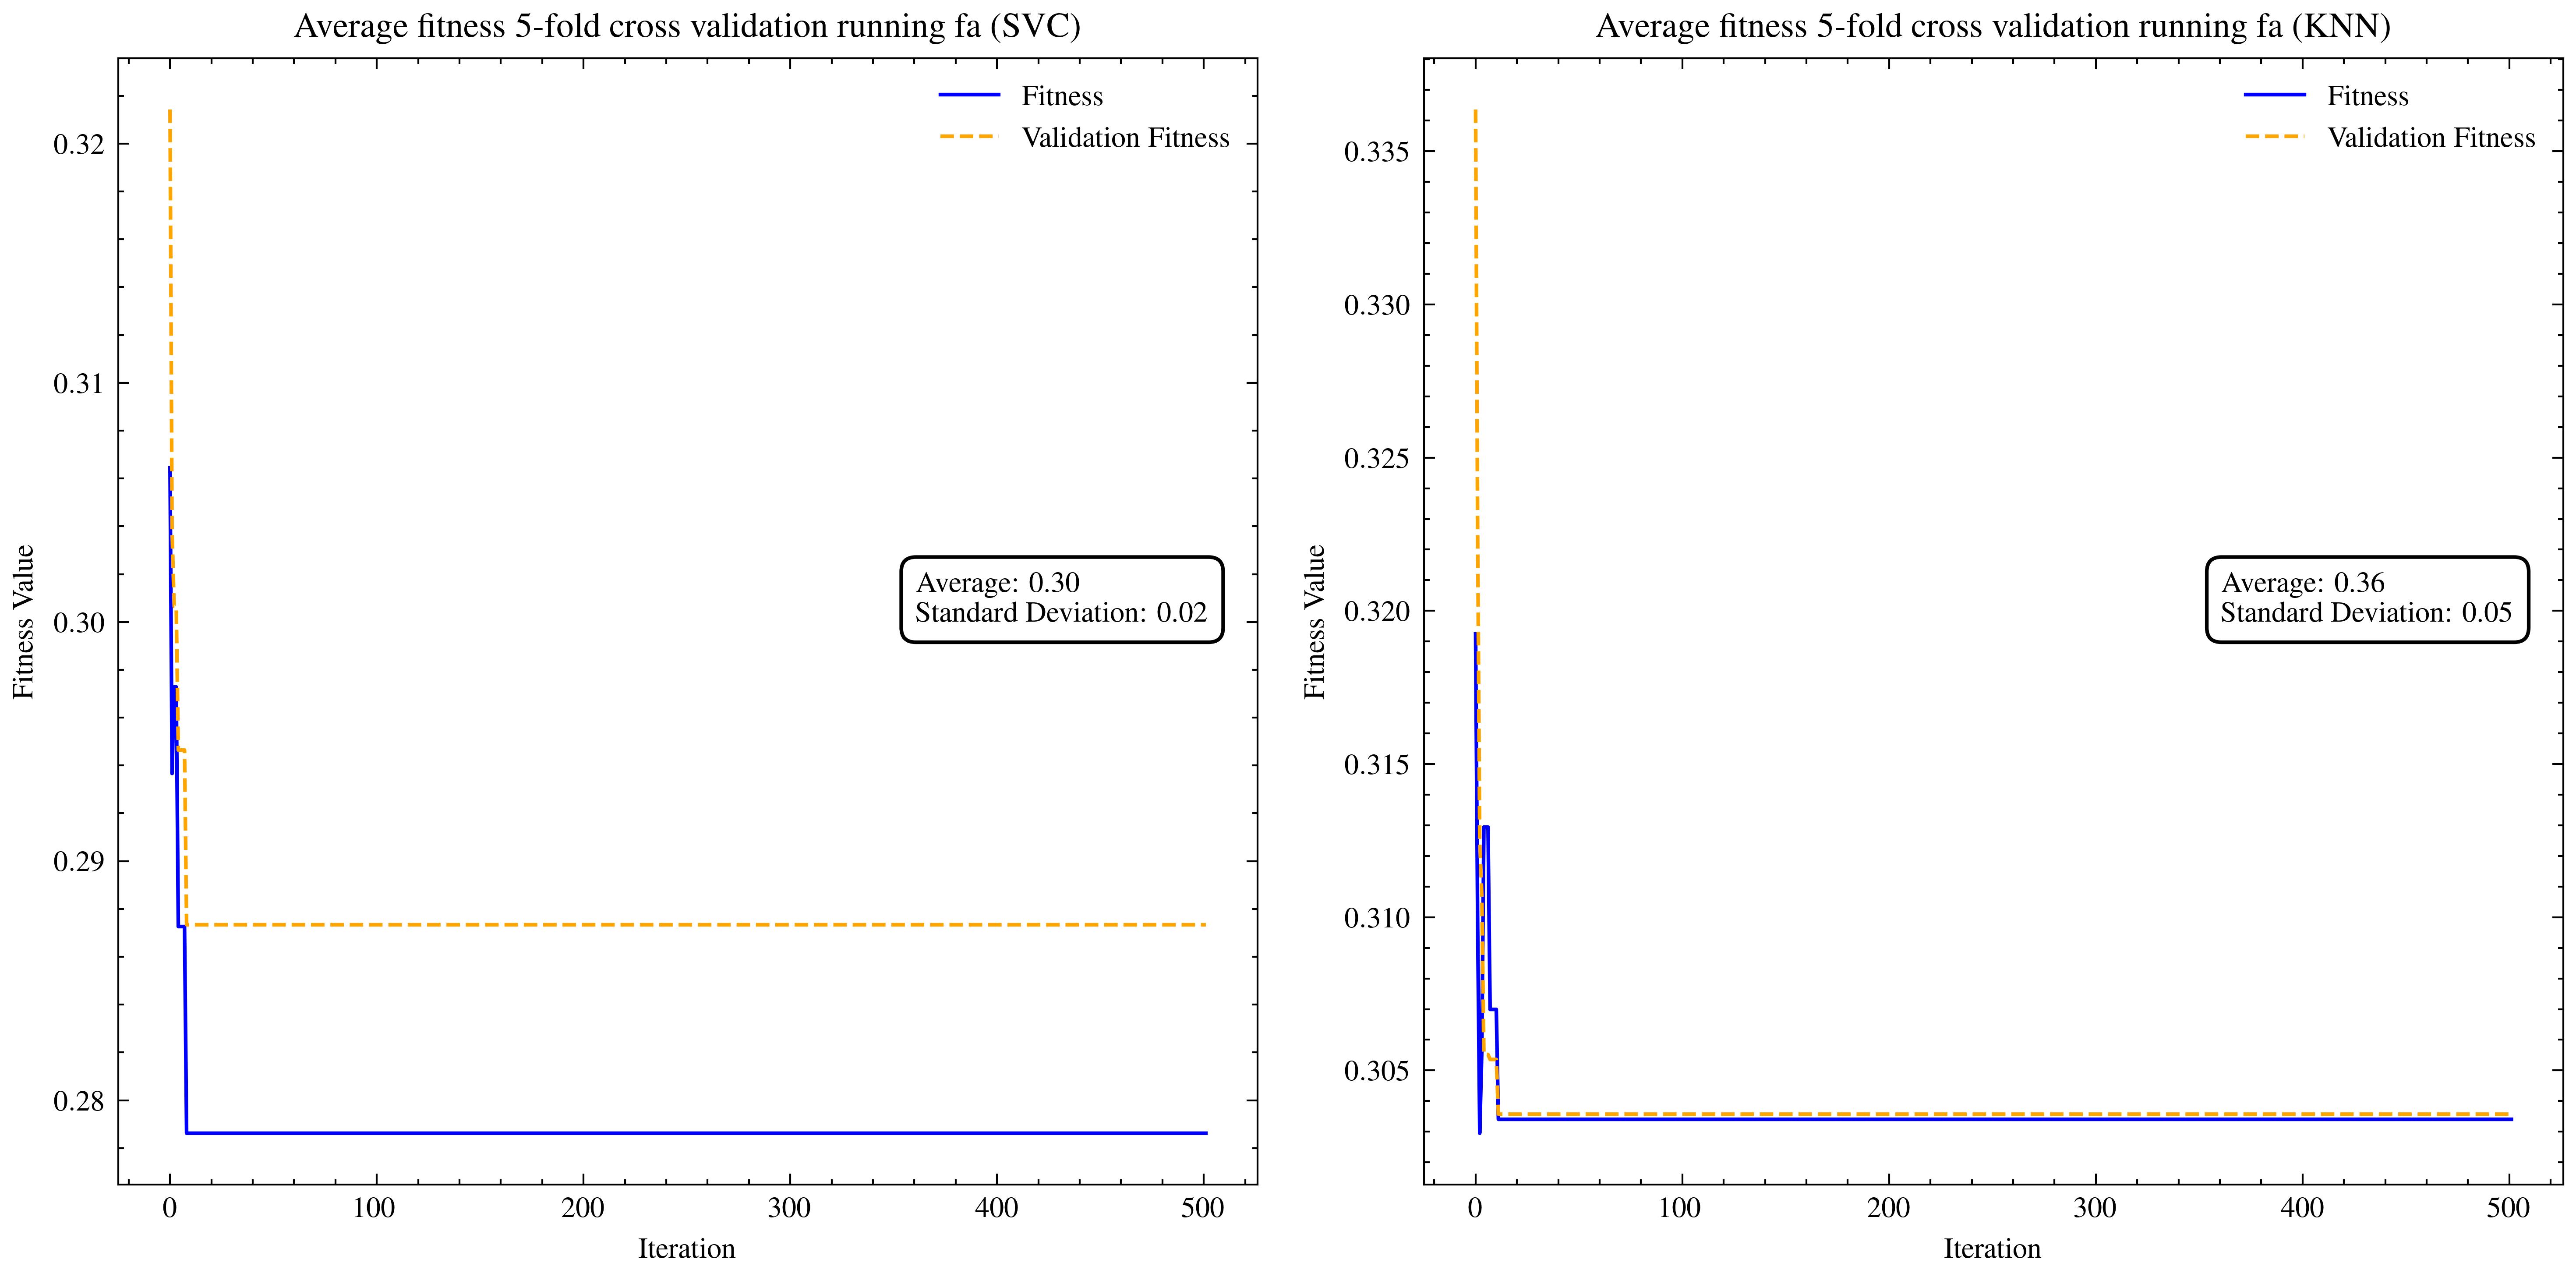 Average fitness 5-fold cross validation running fa (SVC)
Fitness
Validation Fitness
0.32
0.31
0.30
0.29
0.28
Fitness Value
Average: 0.30
Standard Deviation: 0.02
0
100
200
300
400
500
Iteration
Average fitness 5-fold cross validation running fa (KNN)
Fitness
Validation Fitness
0.335
0.330
0.325
0.320
0.315
0.310
0.305
Fitness Value
Average: 0.36
Standard Deviation: 0.05
0
100
200
300
400
500
Iteration